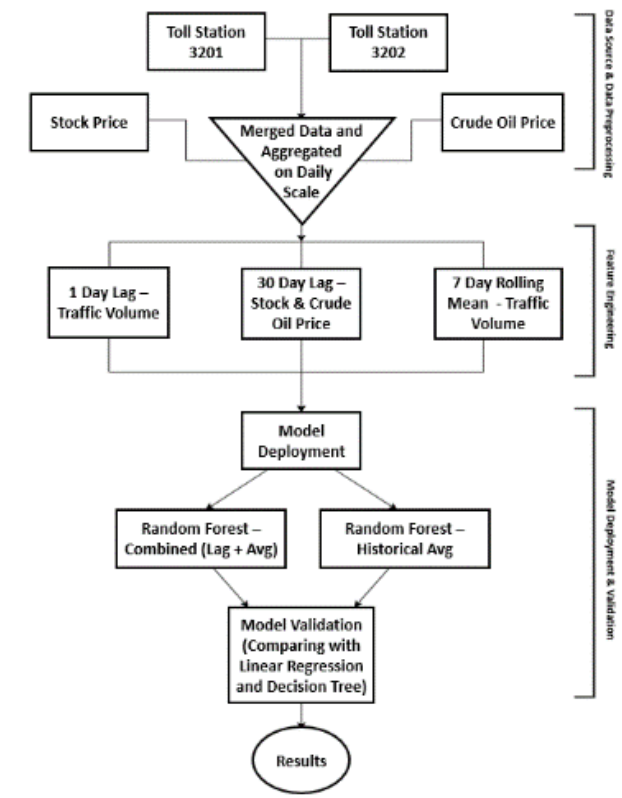 Toll Station
3201
Toll Station
3202
Stock Price
Crude Oil Price
Merged Data and
Aggregated
on Daily
Scale
Data Source & Data Preprocessing
1 Day Lag –
Traffic Volume
30 Day Lag –
Stock & Crude
Oil Price
7 Day Rolling
Mean - Traffic
Volume
Feature Engineering
Model
Deployment
Random Forest –
Combined (Lag + Avg)
Random Forest –
Historical Avg
Model Validation
(Comparing with
Linear Regression
and Decision Tree)
Model Deployment & Validation
Results